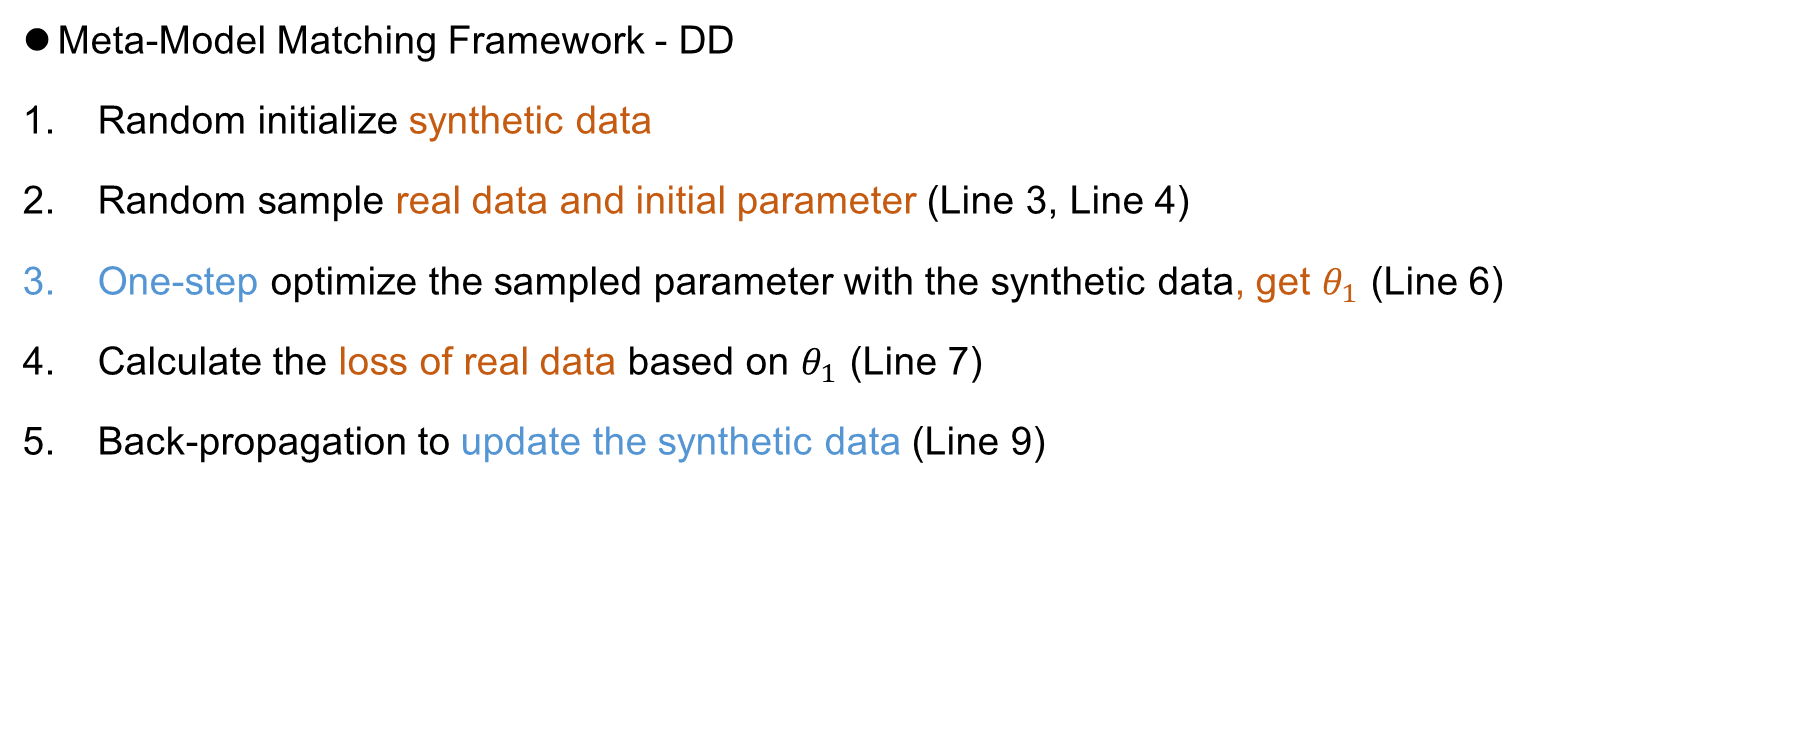 ● Meta-Model Matching Framework - DD
1. Random initialize synthetic data
2. Random sample real data and initial parameter (Line 3, Line 4)
3. One-step optimize the sampled parameter with the synthetic data, get θ₁ (Line 6)
4. Calculate the loss of real data based on θ₁ (Line 7)
5. Back-propagation to update the synthetic data (Line 9)